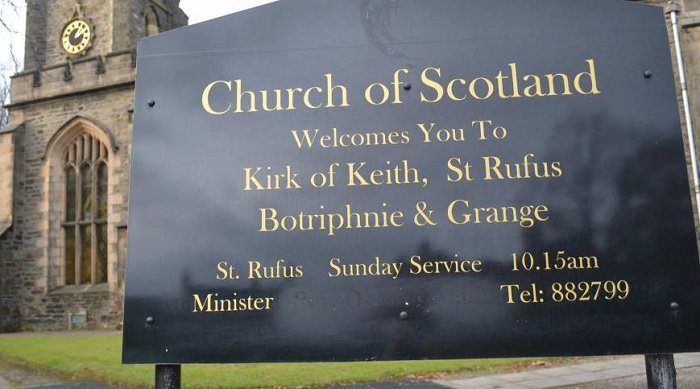 Church of Scotland
Welcomes You To
Kirk of Keith, St Rufus
Botriphnie & Grange
St. Rufus Sunday Service 10.15am
Minister Tel: 882799